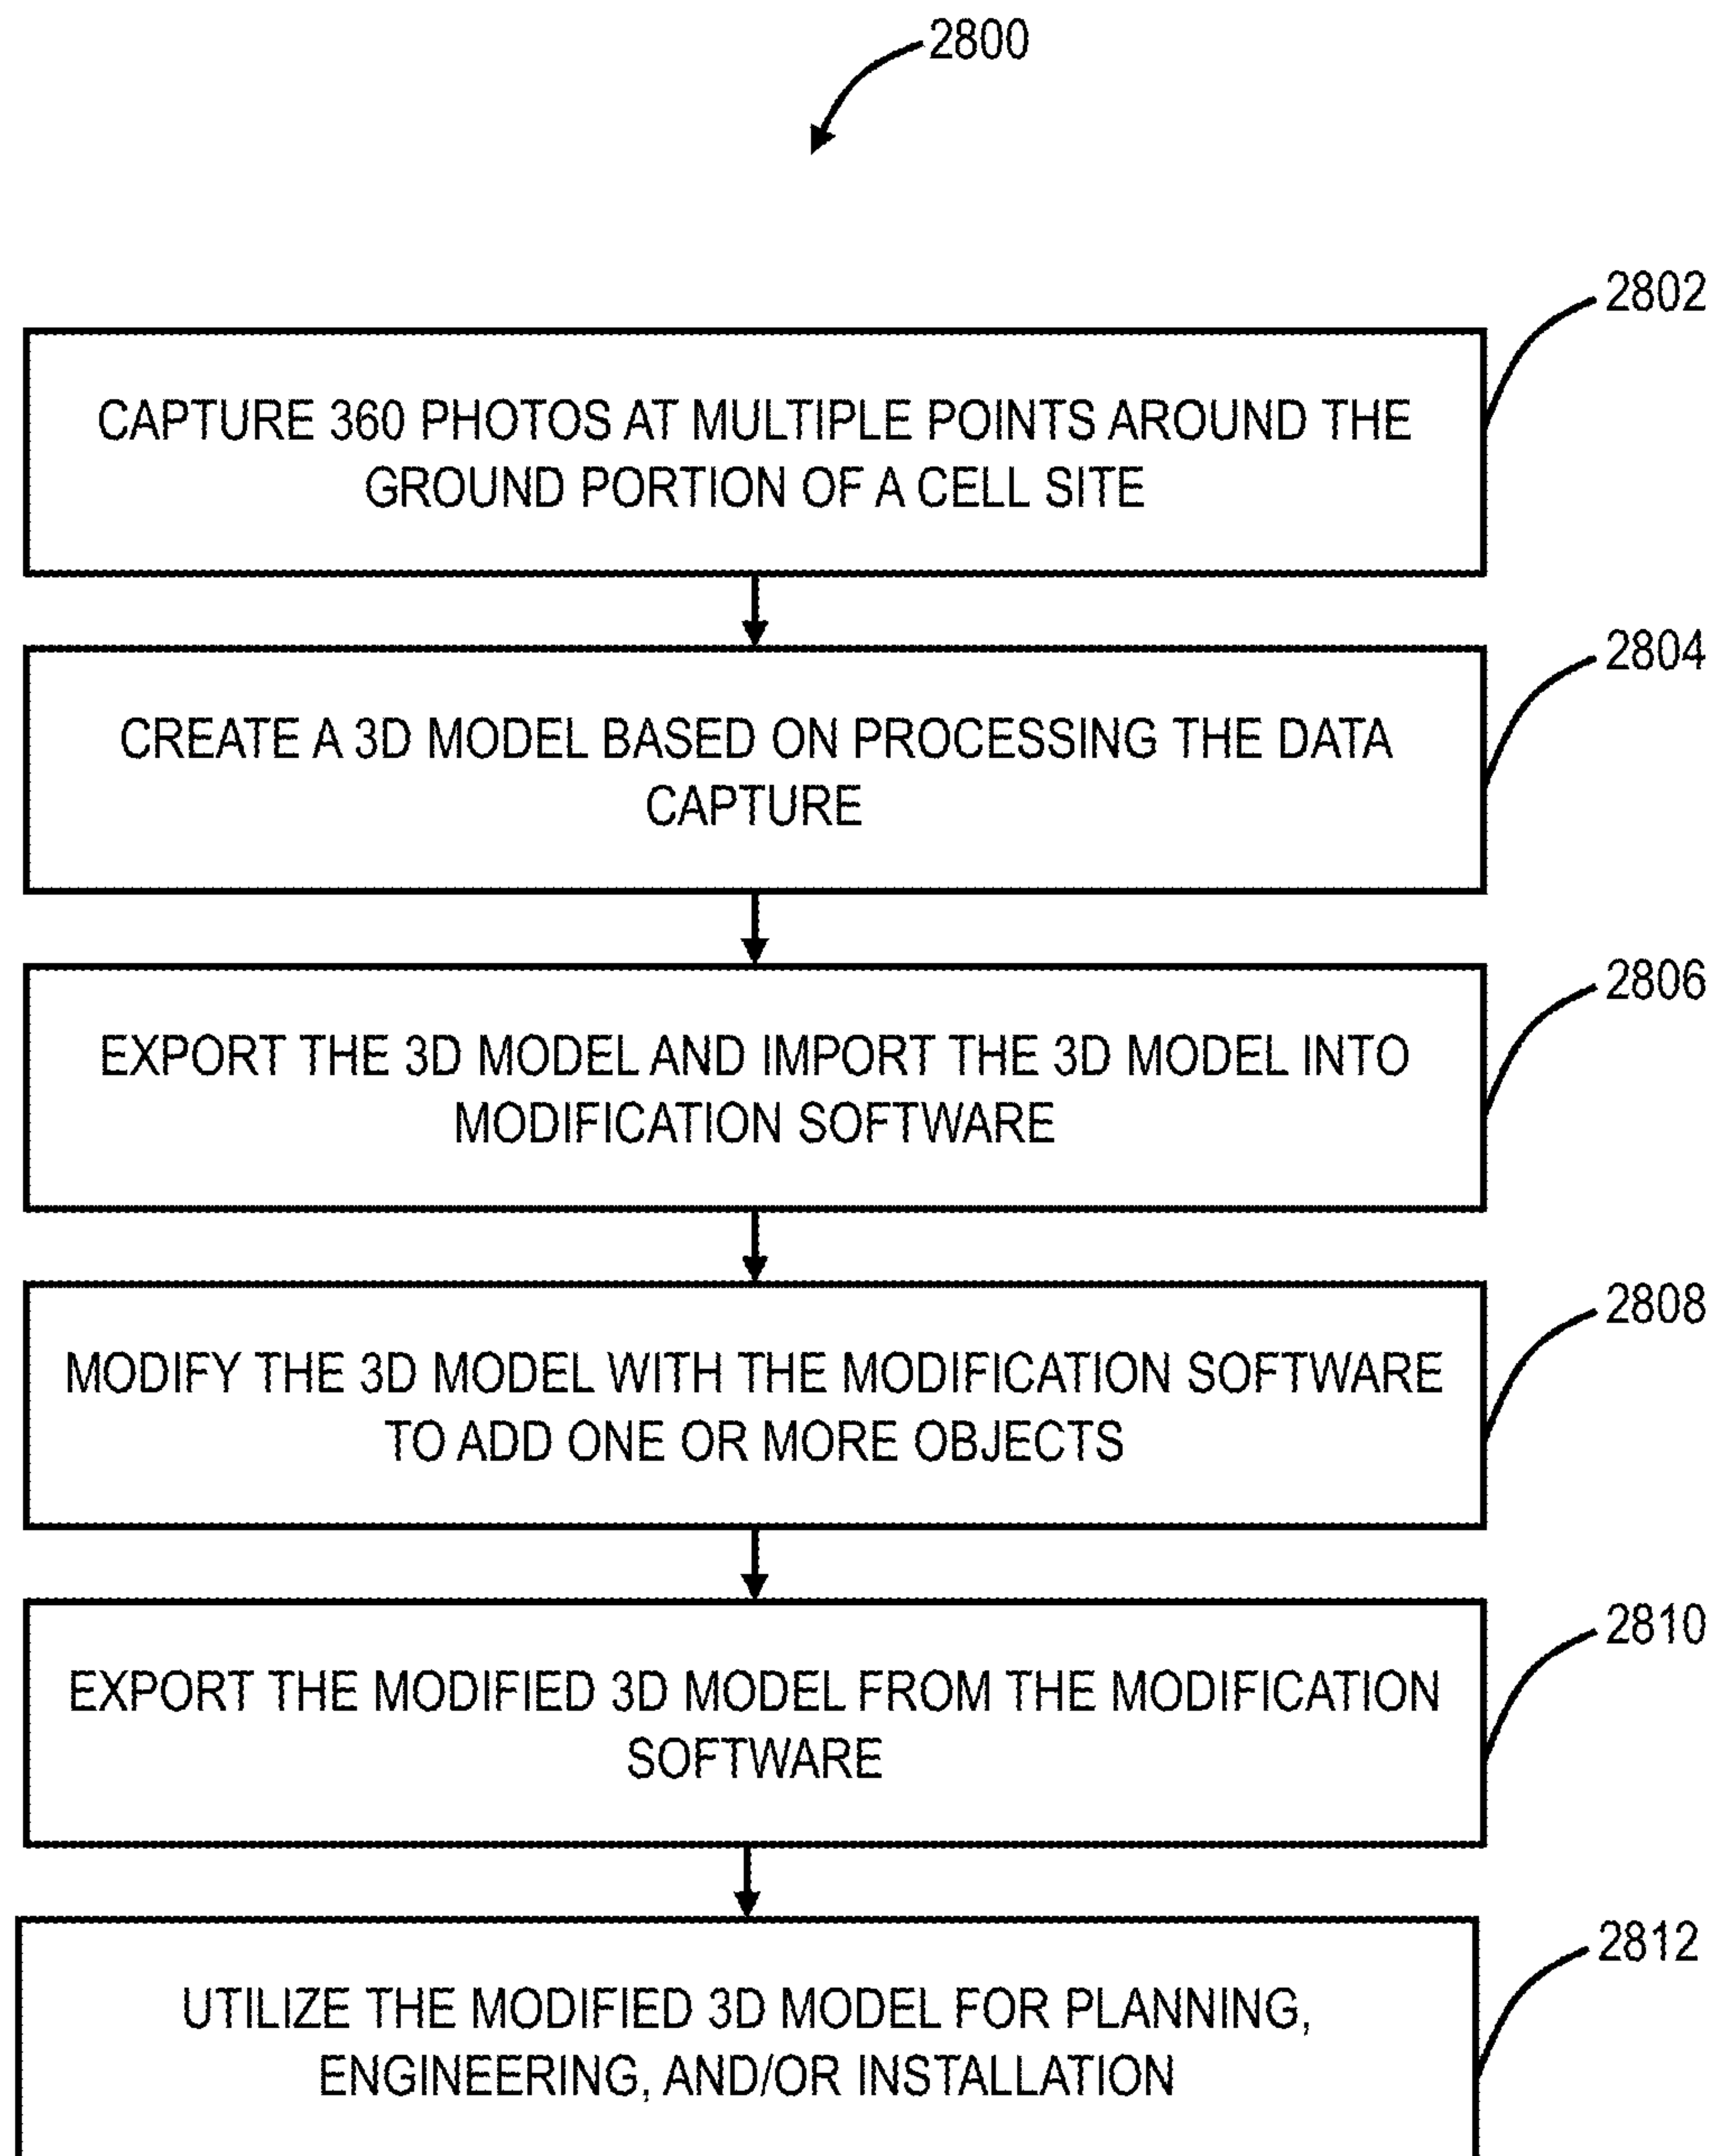 2800
2802
CAPTURE 360 PHOTOS AT MULTIPLE POINTS AROUND THE
GROUND PORTION OF A CELL SITE
2804
CREATE A 3D MODEL BASED ON PROCESSING THE DATA
CAPTURE
2806
EXPORT THE 3D MODEL AND IMPORT THE 3D MODEL INTO
MODIFICATION SOFTWARE
2808
MODIFY THE 3D MODEL WITH THE MODIFICATION SOFTWARE
TO ADD ONE OR MORE OBJECTS
2810
EXPORT THE MODIFIED 3D MODEL FROM THE MODIFICATION
SOFTWARE
2812
UTILIZE THE MODIFIED 3D MODEL FOR PLANNING,
ENGINEERING, AND/OR INSTALLATION